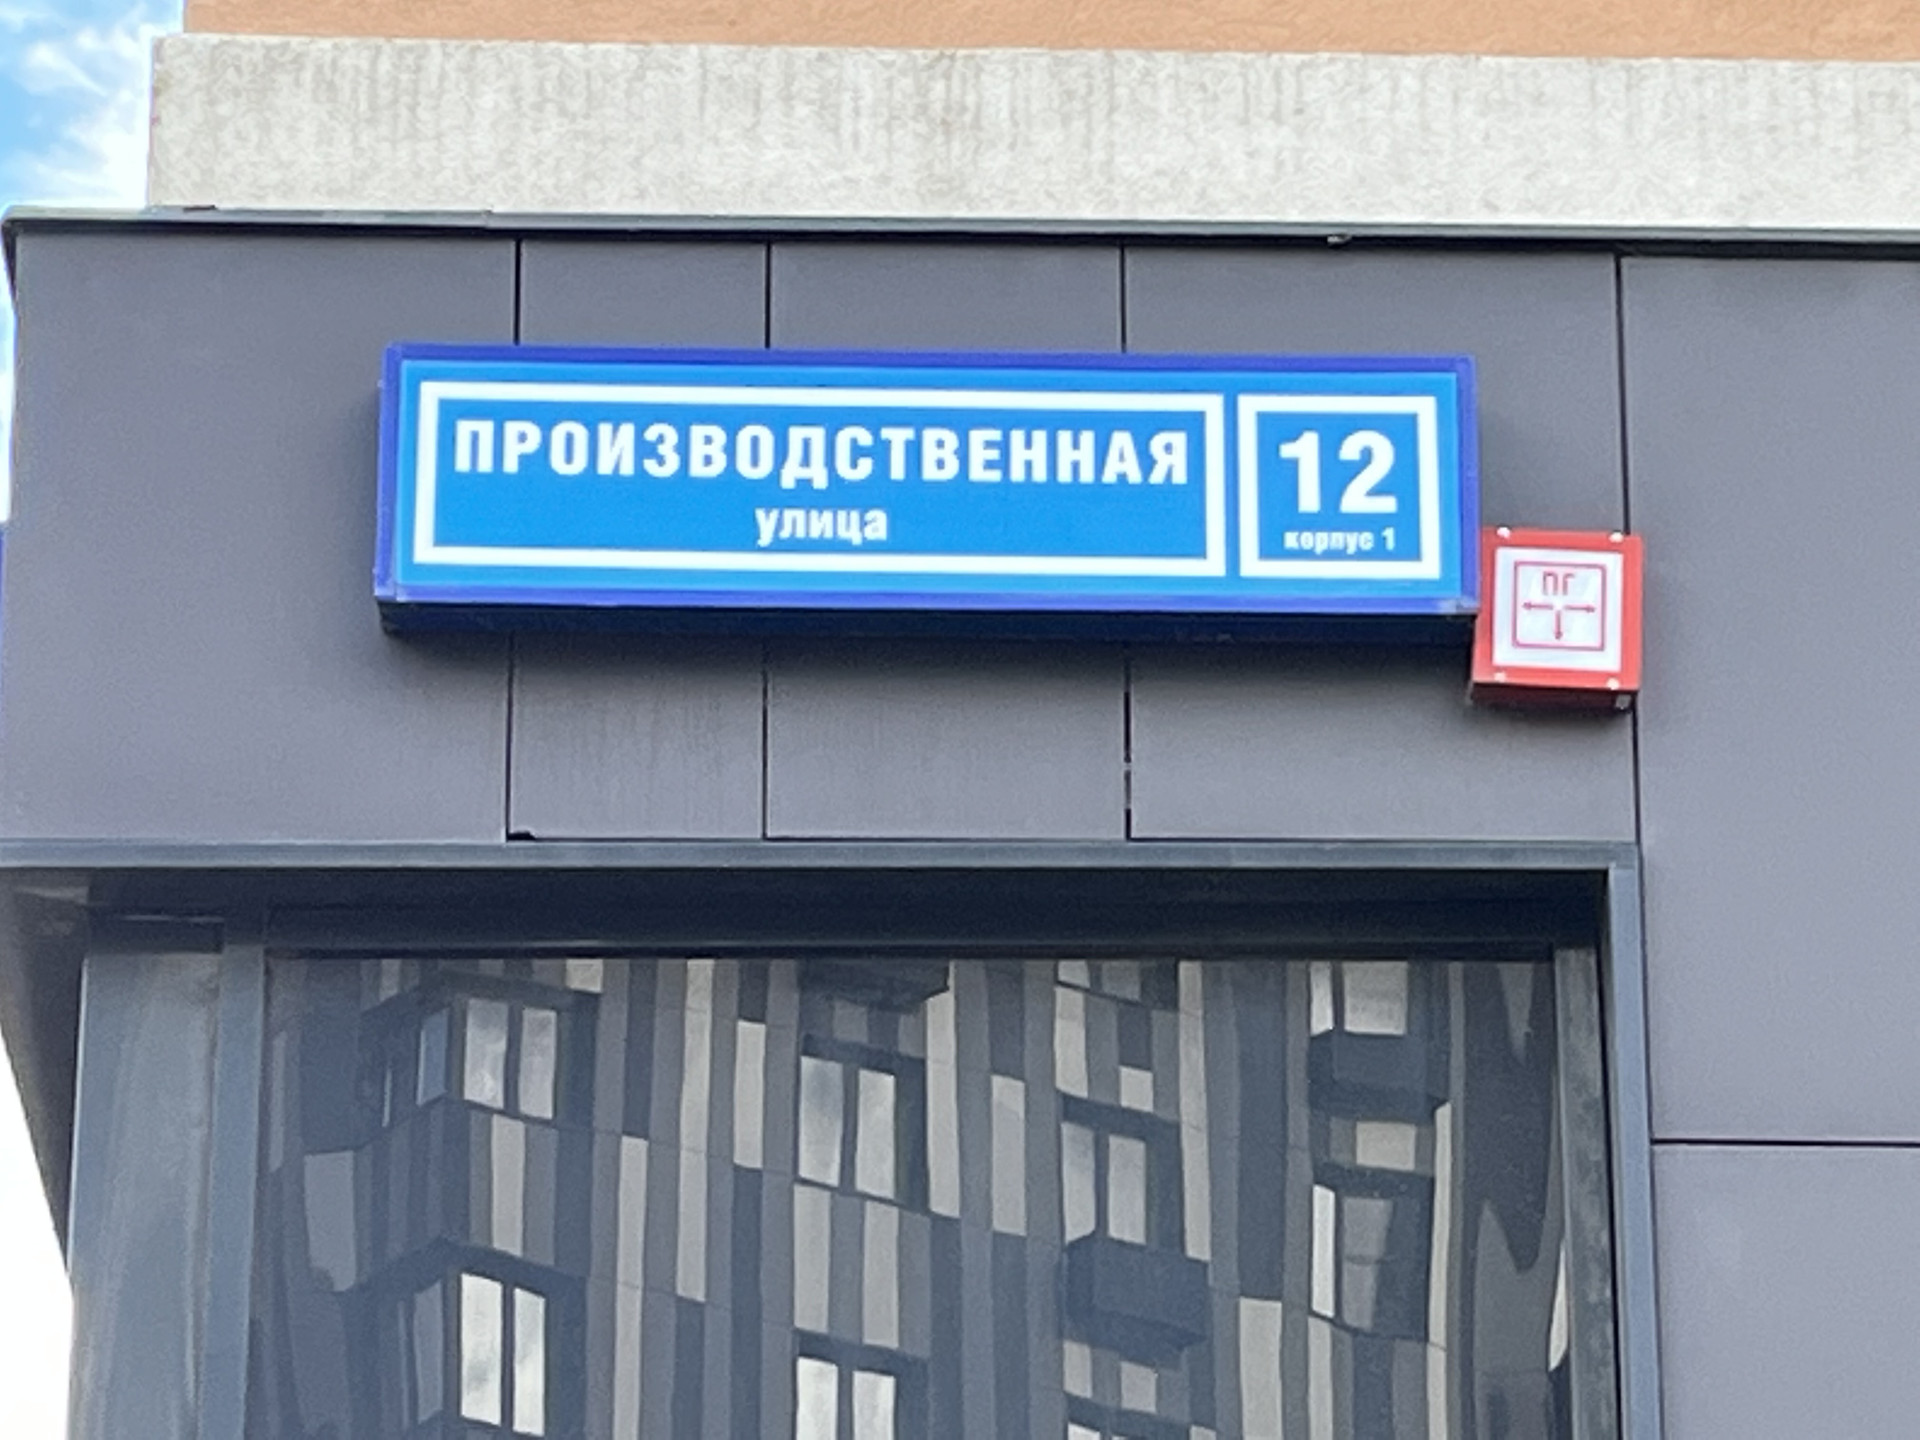 ПРОИЗВОДСТВЕННАЯ
улица
12
корпус 1
ПГ